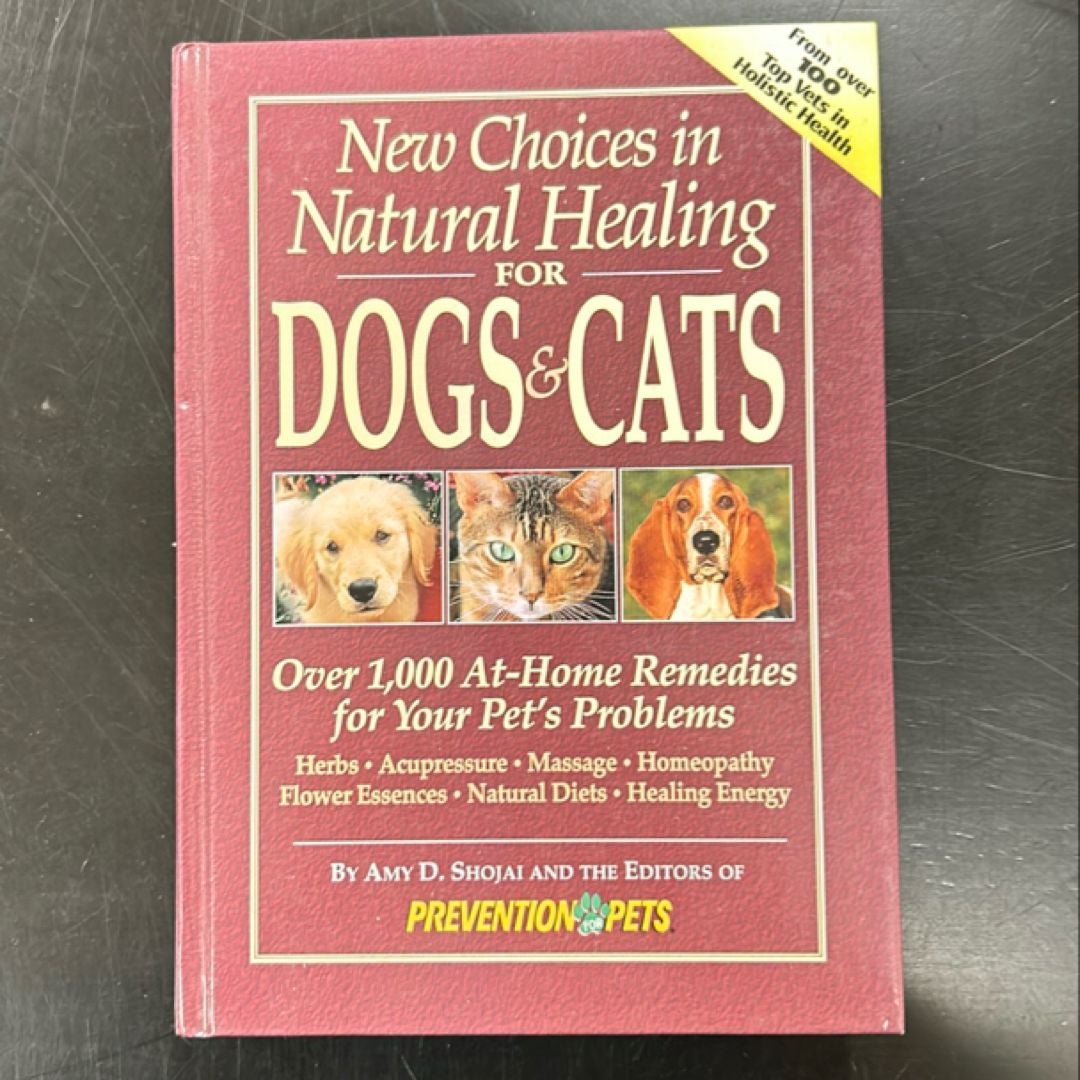 From over
100
Top Vets in
Holistic Health
New Choices in
Natural Healing
FOR
DOGS & CATS
Over 1,000 At-Home Remedies
for Your Pet's Problems
Herbs • Acupressure • Massage • Homeopathy
Flower Essences • Natural Diets • Healing Energy
BY AMY D. SHOJAI AND THE EDITORS OF
PREVENTION FOR PETS